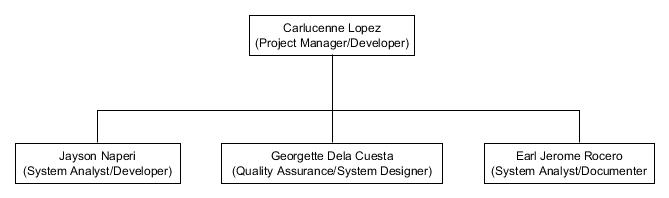 Carlucenne Lopez
(Project Manager/Developer)
Jayson Naperi
(System Analyst/Developer)
Georgette Dela Cuesta
(Quality Assurance/System Designer)
Earl Jerome Rocero
(System Analyst/Documenter